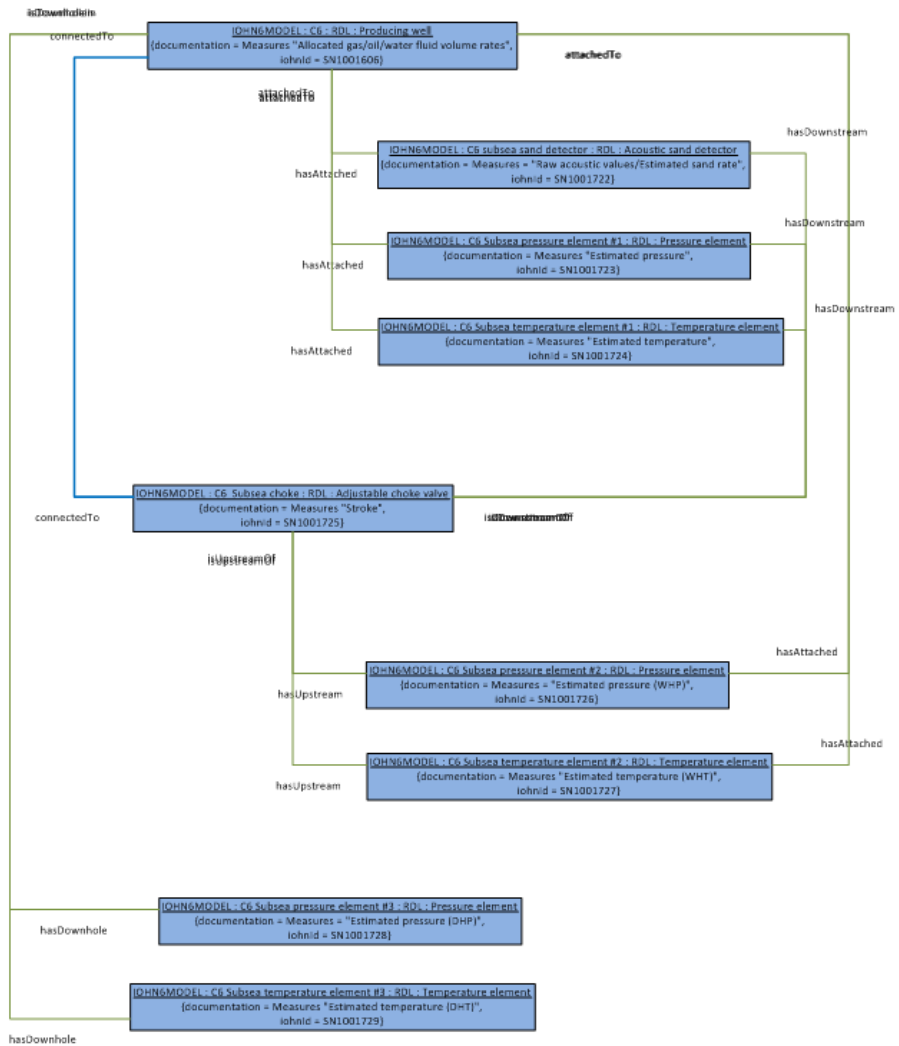 isDownholeIn
connectedTo
IOHN6MODEL : C6 : RDL : Producing well
{documentation = Measures "Allocated gas/oil/water fluid volume rates",
iohnId = SN1001606}
attachedTo
attachedTo
attachedTo
hasDownstream
IOHN6MODEL : C6 subsea sand detector : RDL : Acoustic sand detector
{documentation = Measures = "Raw acoustic values/Estimated sand rate",
iohnId = SN1001722}
hasAttached
hasDownstream
IOHN6MODEL : C6 Subsea pressure element #1 : RDL : Pressure element
{documentation = Measures "Estimated pressure",
iohnId = SN1001723}
hasAttached
hasDownstream
IOHN6MODEL : C6 Subsea temperature element #1 : RDL : Temperature element
{documentation = Measures "Estimated temperature",
iohnId = SN1001724}
hasAttached
IOHN6MODEL : C6 Subsea choke : RDL : Adjustable choke valve
{documentation = Measures "Stroke",
iohnId = SN1001725}
connectedTo
isDownstreamOf
isUpstreamOf
isUpstreamOf
hasAttached
IOHN6MODEL : C6 Subsea pressure element #2 : RDL : Pressure element
{documentation = Measures = "Estimated pressure (WHP)",
iohnId = SN1001726}
hasUpstream
hasAttached
IOHN6MODEL : C6 Subsea temperature element #2 : RDL : Temperature element
{documentation = Measures "Estimated temperature (WHT)",
iohnId = SN1001727}
hasUpstream
IOHN6MODEL : C6 Subsea pressure element #3 : RDL : Pressure element
{documentation = Measures = "Estimated pressure (DHP)",
iohnId = SN1001728}
hasDownhole
IOHN6MODEL : C6 Subsea temperature element #3 : RDL : Temperature element
{documentation = Measures "Estimated temperature (DHT)",
iohnId = SN1001729}
hasDownhole